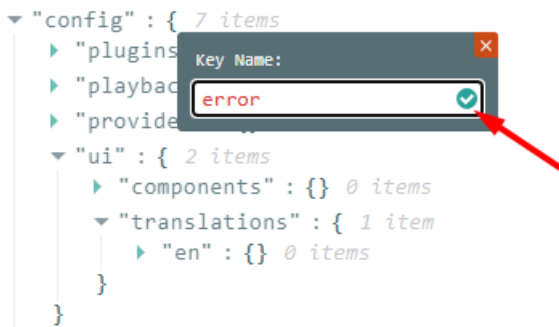 "config" : { 7 items
"plugins
Key Name:
"playbac
error
"provide
"ui" : { 2 items
"components" : {} 0 items
"translations" : { 1 item
"en" : {} 0 items
}
}